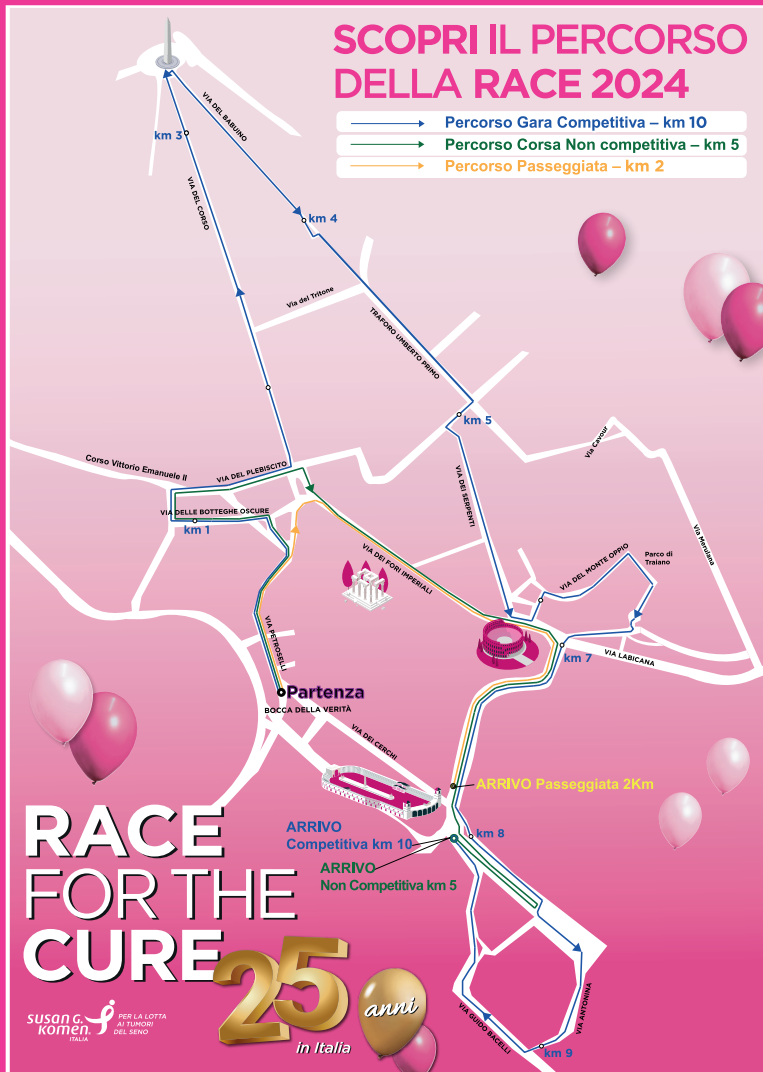 SCOPRI IL PERCORSO
DELLA RACE 2024
Percorso Gara Competitiva – km 10
Percorso Corsa Non competitiva – km 5
Percorso Passeggiata – km 2
km 3
VIA DEL BABUINO
VIA DEL CORSO
km 4
Via del Tritone
TRAFORO UMBERTO PRIMO
km 5
Via Cavour
Corso Vittorio Emanuele II
VIA DEL PLEBISCITO
VIA DEI SERPENTI
VIA DELLE BOTTEGHE OSCURE
km 1
Via Merulana
VIA DEI FORI IMPERIALI
VIA DEL MONTE OPPIO
Parco di
Traiano
VIA PETROSELLI
km 7
VIA LABICANA
Partenza
BOCCA DELLA VERITÀ
VIA DEI CERCHI
ARRIVO Passeggiata 2Km
ARRIVO
Competitiva km 10
km 8
ARRIVO
Non Competitiva km 5
RACE
FOR THE
CURE
25
anni
in Italia
VIA ANTONINA
VIA GUIDO BACELLI
km 9
SUSAN G.
KOMEN
ITALIA
PER LA LOTTA
AI TUMORI
DEL SENO